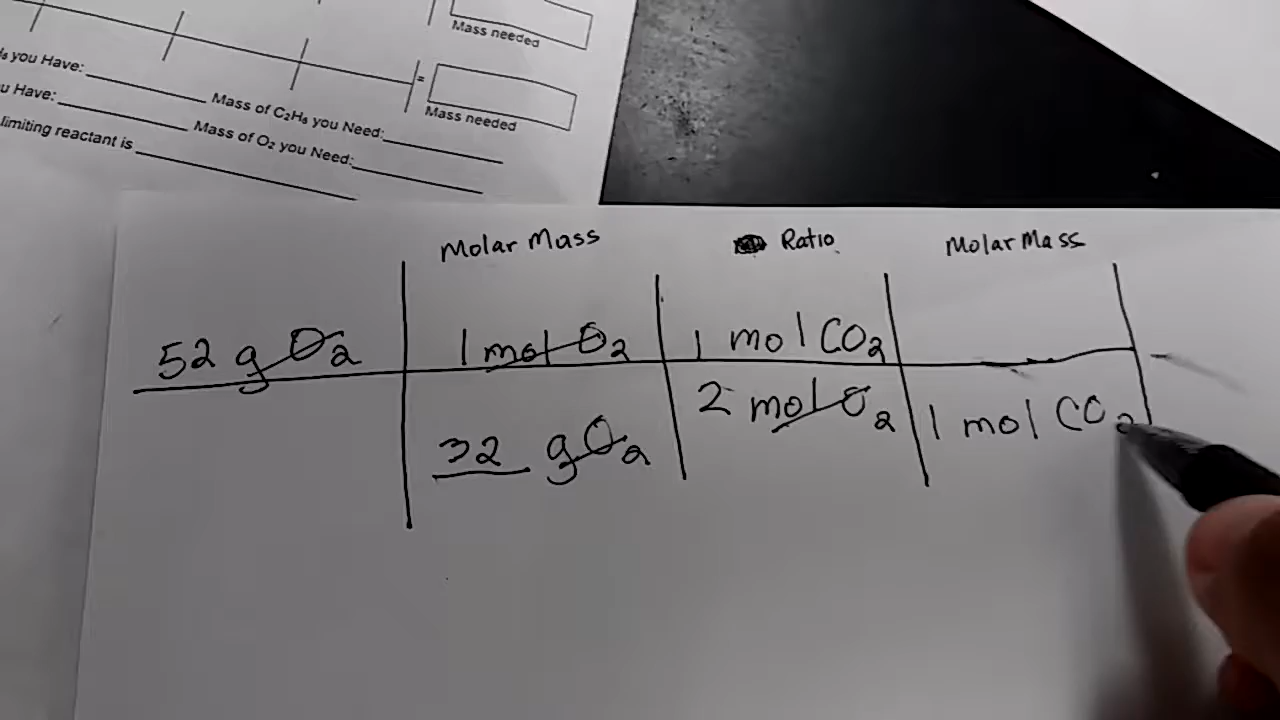 Mass needed
=
Mass needed
you Have: Mass of C₂H₆ you Need:
Have: Mass of O₂ you Need:
limiting reactant is
Molar Mass Ratio Molar Mass
52 g O₂ 1 mol O₂ 1 mol CO₂
32 g O₂ 2 mol O₂ 1 mol CO₂